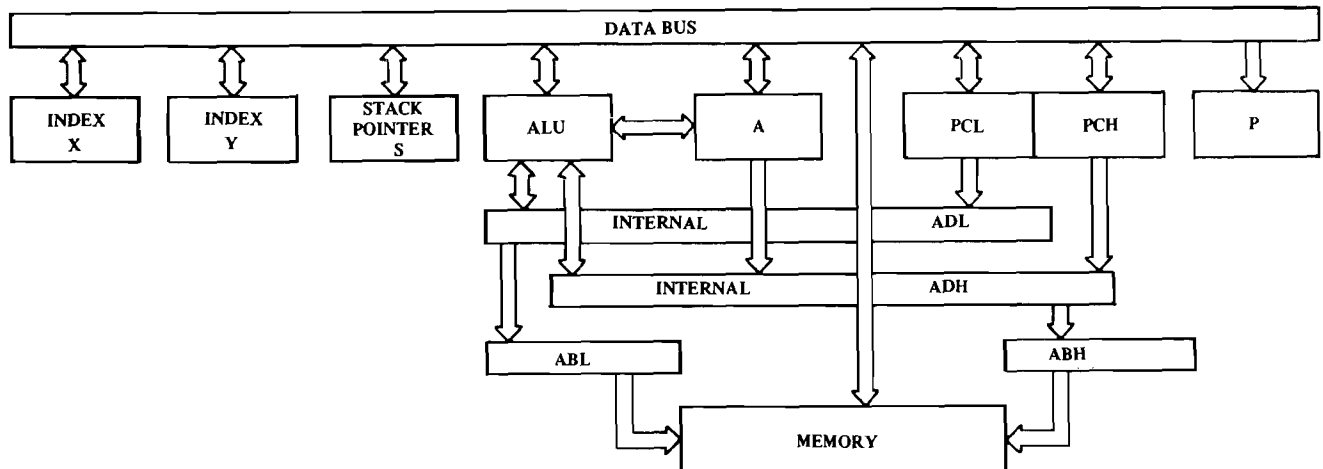 DATA BUS
INDEX
X
INDEX
Y
STACK
POINTER
S
ALU
A
PCL
PCH
P
INTERNAL ADL
INTERNAL ADH
ABL
ABH
MEMORY